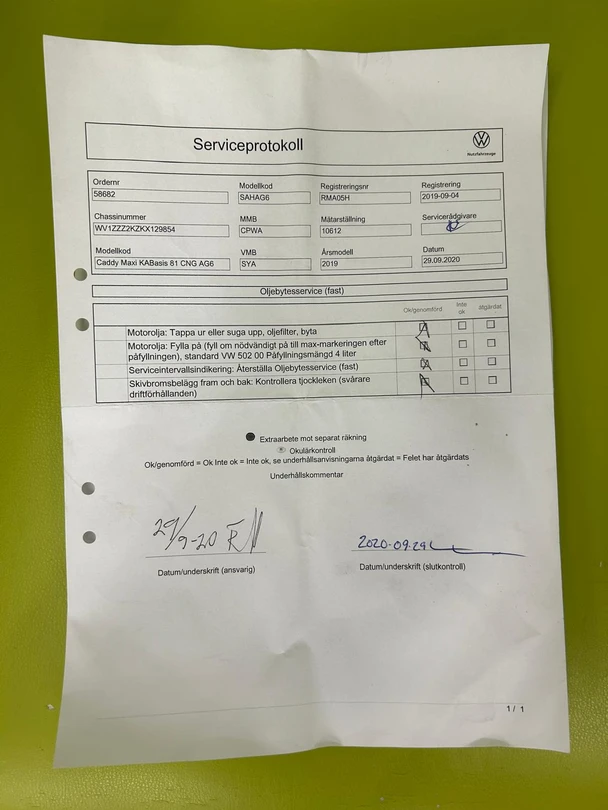 Serviceprotokoll
Nutzfahrzeuge
Ordernr Modellkod Registreringsnr Registrering
58682 SAHAG6 RMA05H 2019-09-04
Chassinummer MMB Mätarställning Servicerådgivare
WV1ZZZ2KZKX129854 CPWA 10612
Modellkod VMB Årsmodell Datum
Caddy Maxi KABasis 81 CNG AG6 SYA 2019 29.09.2020
Oljebytesservice (fast)
Ok/genomförd Inte ok åtgärdat
Motorolja: Tappa ur eller suga upp, oljefilter, byta
Motorolja: Fylla på (fyll om nödvändigt på till max-markeringen efter
påfyllningen), standard VW 502 00 Påfyllningsmängd 4 liter
Serviceintervallsindikering: Återställa Oljebytesservice (fast)
Skivbromsbelägg fram och bak: Kontrollera tjockleken (svårare
driftförhållanden)
Extraarbete mot separat räkning
Okulärkontroll
Ok/genomförd = Ok Inte ok = Inte ok, se underhållsanvisningarna åtgärdat = Felet har åtgärdats
Underhållskommentar
29/9-20 2020-09-29
Datum/underskrift (ansvarig) Datum/underskrift (slutkontroll)
1 / 1